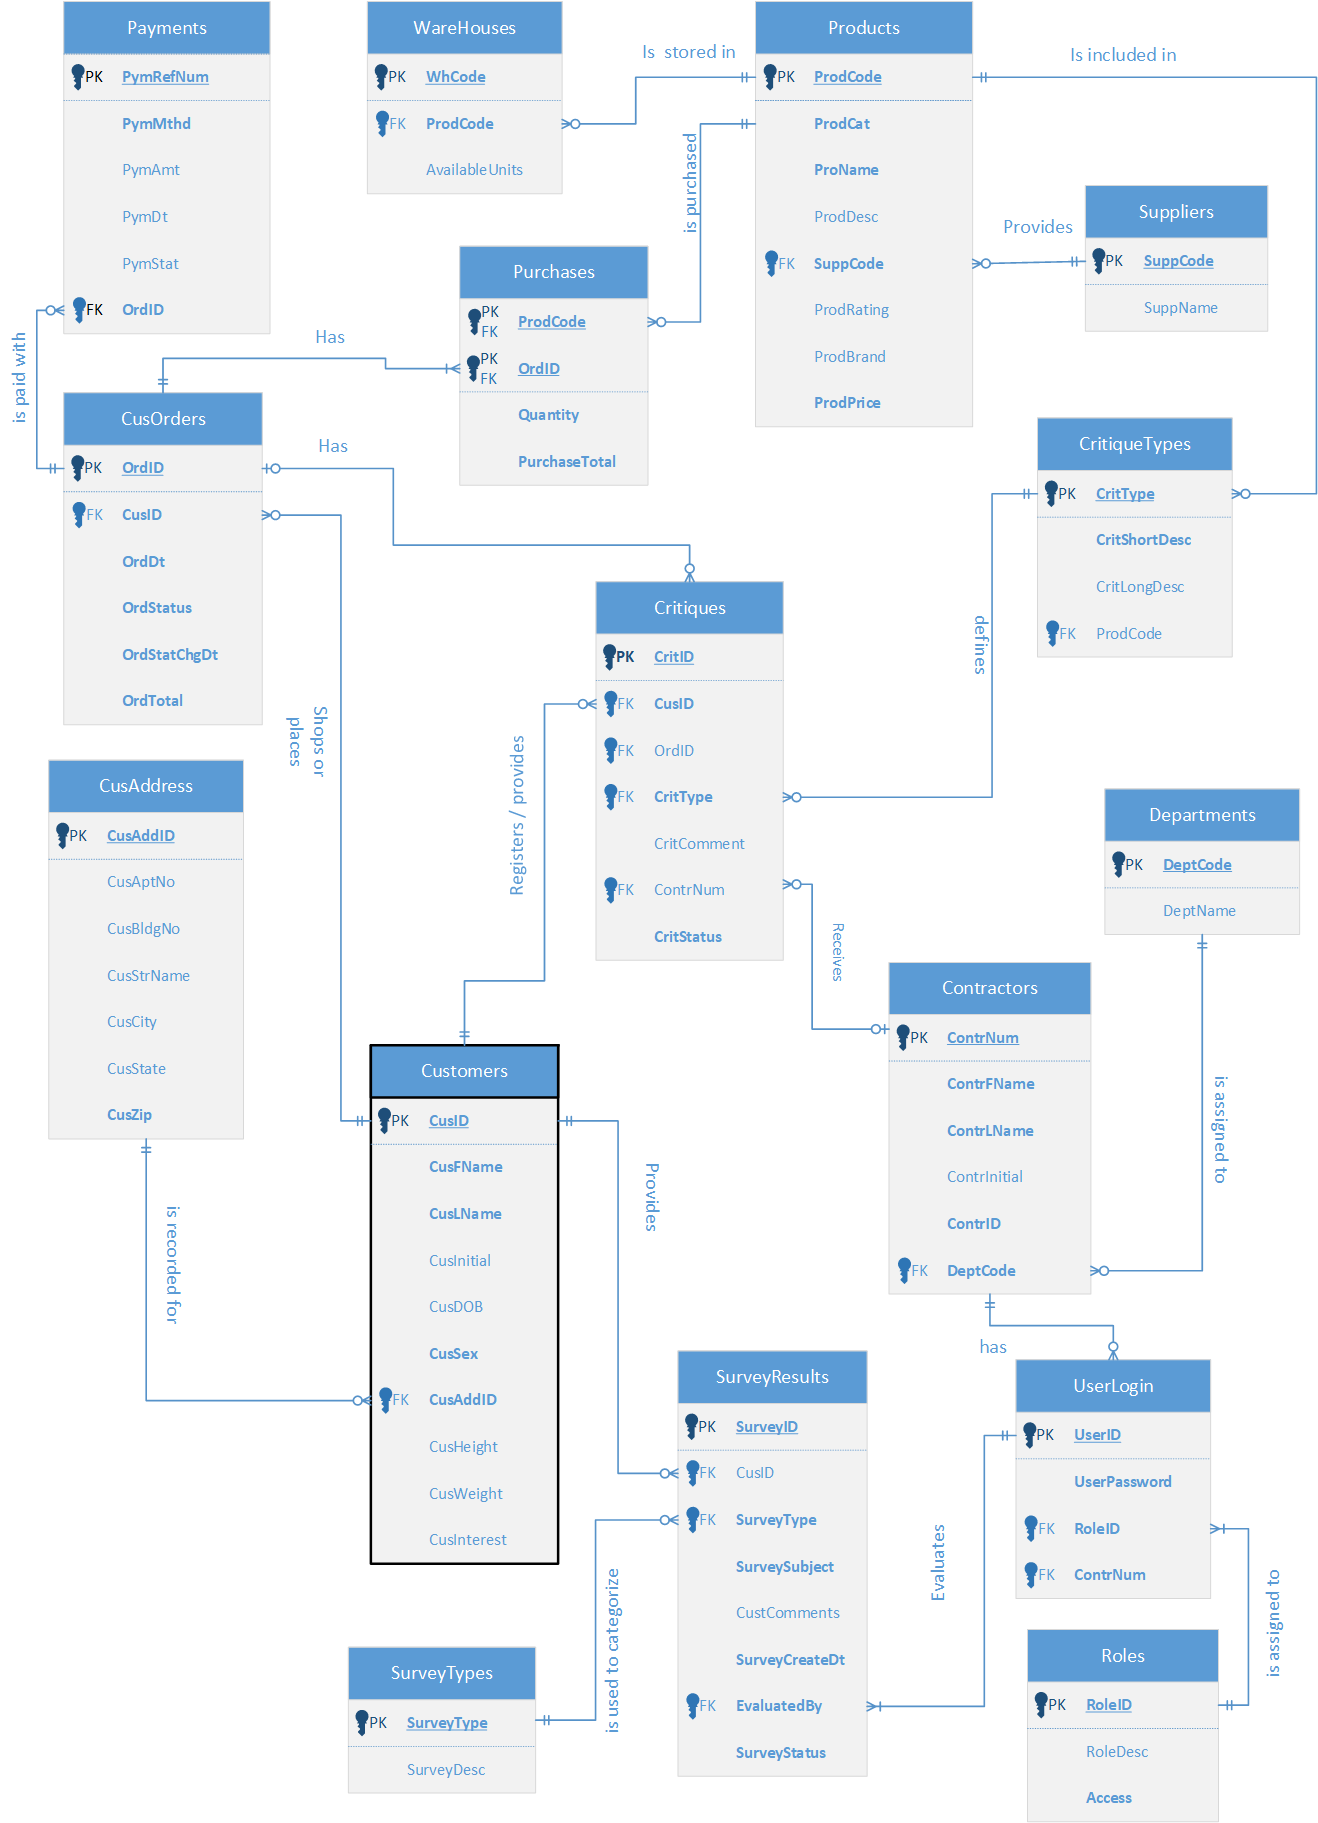 Payments
PK PymRefNum
PymMthd
PymAmt
PymDt
PymStat
FK OrdID
WareHouses
PK WhCode
FK ProdCode
AvailableUnits
Is stored in
Products
PK ProdCode
ProdCat
ProName
ProdDesc
FK SuppCode
ProdRating
ProdBrand
ProdPrice
Is included in
is purchased
Provides
Suppliers
PK SuppCode
SuppName
Purchases
PK
FK ProdCode
PK
FK OrdID
Quantity
PurchaseTotal
Has
is paid with
CusOrders
PK OrdID
FK CusID
OrdDt
OrdStatus
OrdStatChgDt
OrdTotal
Has
CritiqueTypes
PK CritType
CritShortDesc
CritLongDesc
FK ProdCode
Critiques
PK CritID
FK CusID
FK OrdID
FK CritType
CritComment
FK ContrNum
CritStatus
defines
Shops or
places
Registers / provides
CusAddress
PK CusAddID
CusAptNo
CusBldgNo
CusStrName
CusCity
CusState
CusZip
Departments
PK DeptCode
DeptName
Receives
Contractors
PK ContrNum
ContrFName
ContrLName
ContrInitial
ContrID
FK DeptCode
is assigned to
Customers
PK CusID
CusFName
CusLName
CusInitial
CusDOB
CusSex
FK CusAddID
CusHeight
CusWeight
CusInterest
is recorded for
Provides
has
SurveyResults
PK SurveyID
FK CusID
FK SurveyType
SurveySubject
CustComments
SurveyCreateDt
FK EvaluatedBy
SurveyStatus
UserLogin
PK UserID
UserPassword
FK RoleID
FK ContrNum
Evaluates
is assigned to
is used to categorize
SurveyTypes
PK SurveyType
SurveyDesc
Roles
PK RoleID
RoleDesc
Access